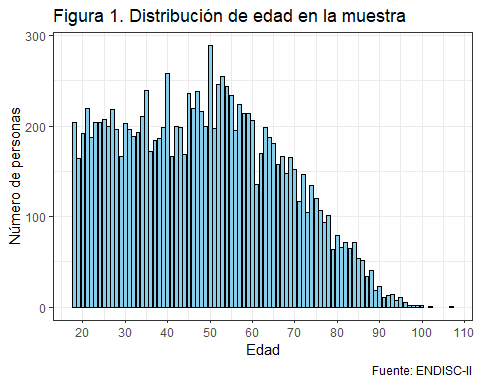 Figura 1. Distribución de edad en la muestra
300
200
100
0
Número de personas
20 30 40 50 60 70 80 90 100 110
Edad
Fuente: ENDISC-II